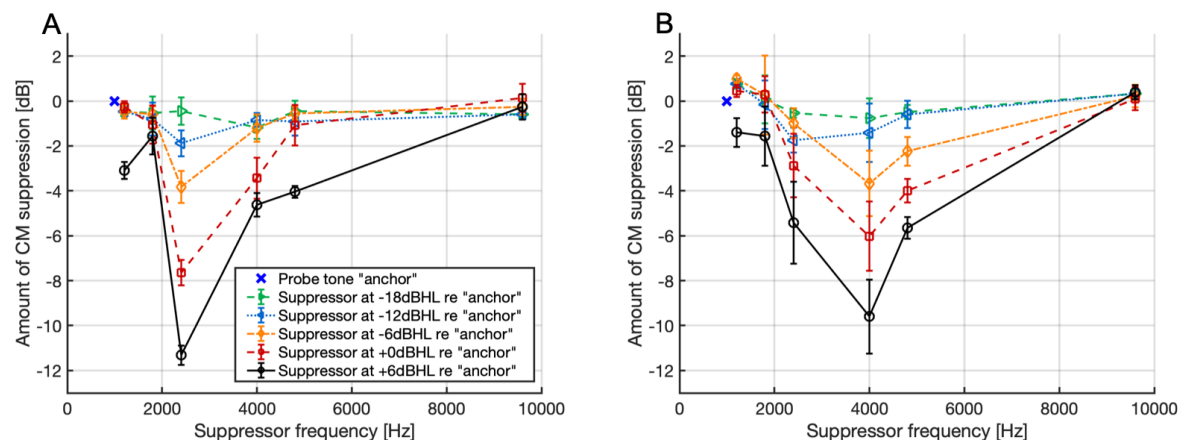 A
Amount of CM suppression [dB]
2
0
-2
-4
-6
-8
-10
-12
Probe tone "anchor"
Suppressor at -18dBHL re "anchor"
Suppressor at -12dBHL re "anchor"
Suppressor at -6dBHL re "anchor"
Suppressor at +0dBHL re "anchor"
Suppressor at +6dBHL re "anchor"
0 2000 4000 6000 8000 10000
Suppressor frequency [Hz]
B
Amount of CM suppression [dB]
2
0
-2
-4
-6
-8
-10
-12
0 2000 4000 6000 8000 10000
Suppressor frequency [Hz]